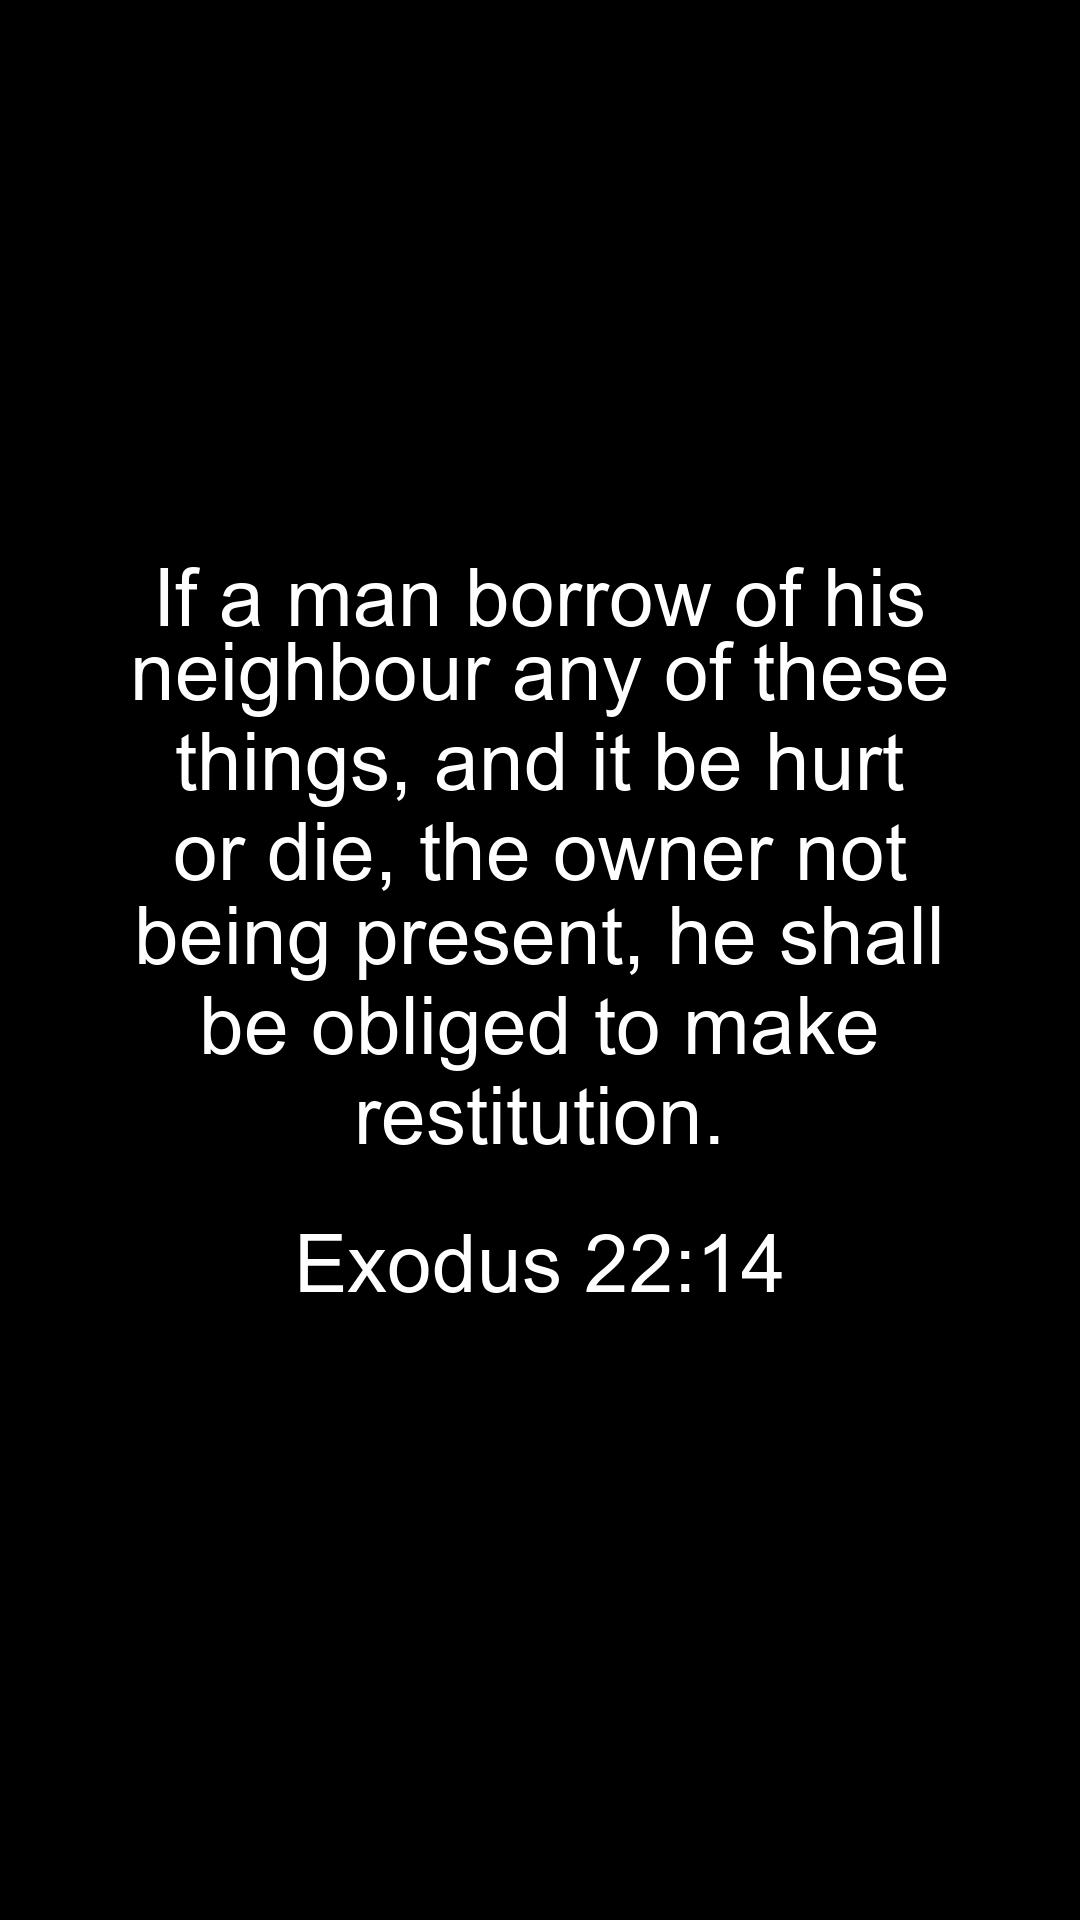 If a man borrow of his
neighbour any of these
things, and it be hurt
or die, the owner not
being present, he shall
be obliged to make
restitution.
Exodus 22:14